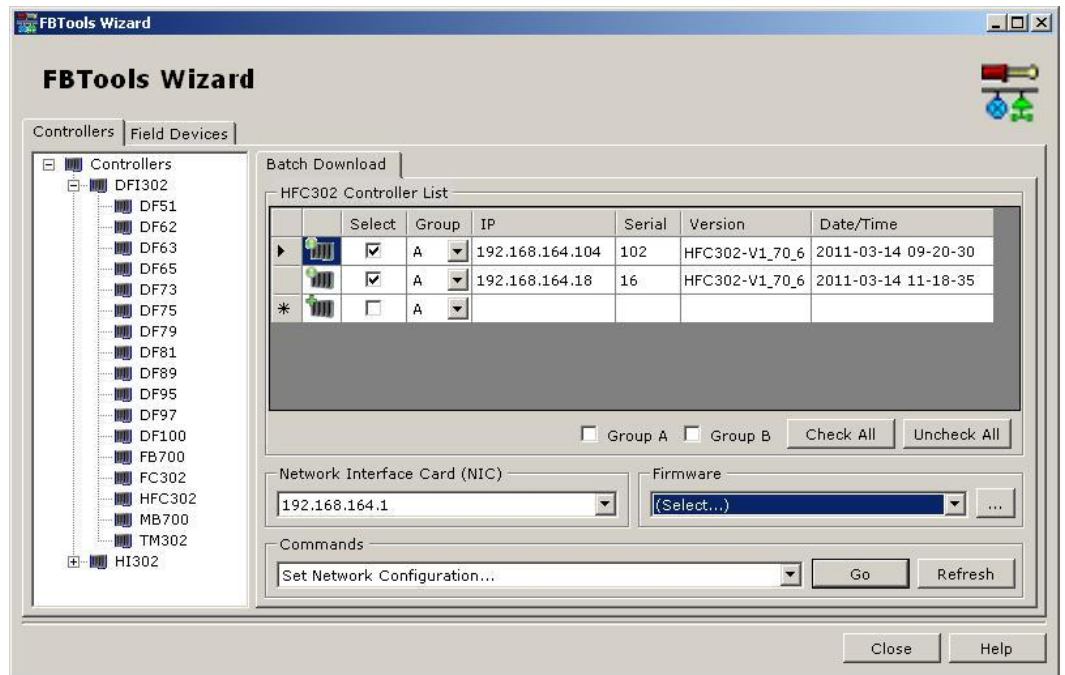 FBTools Wizard
FBTools Wizard
Controllers Field Devices
Controllers
DFI302
DF51
DF62
DF63
DF65
DF73
DF75
DF79
DF81
DF89
DF95
DF97
DF100
FB700
FC302
HFC302
MB700
TM302
HI302
Batch Download
HFC302 Controller List
Select Group IP Serial Version Date/Time
A 192.168.164.104 102 HFC302-V1_70_6 2011-03-14 09-20-30
A 192.168.164.18 16 HFC302-V1_70_6 2011-03-14 11-18-35
* A
Group A Group B Check All Uncheck All
Network Interface Card (NIC)
192.168.164.1
Firmware
(Select...) ...
Commands
Set Network Configuration... Go Refresh
Close Help